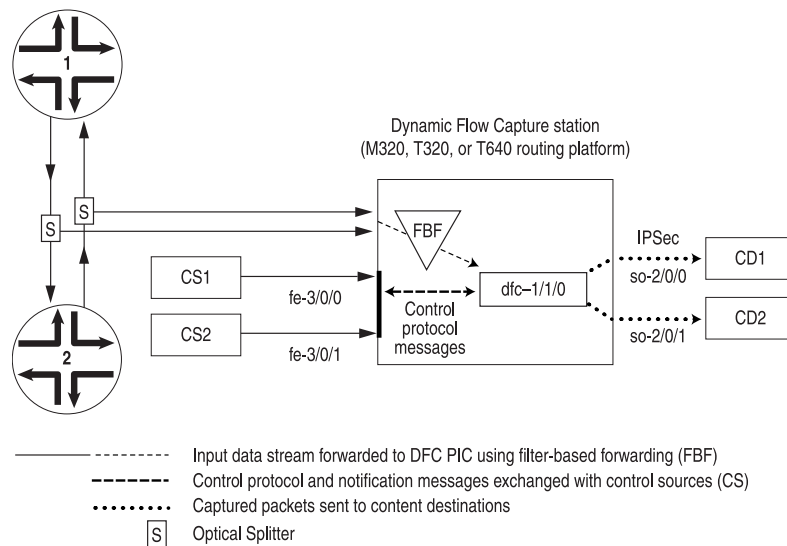 1
Dynamic Flow Capture station
(M320, T320, or T640 routing platform)
S
S
FBF
IPSec
CD1
CS1
so-2/0/0
fe-3/0/0
dfc–1/1/0
Control
protocol
messages
CS2
CD2
so-2/0/1
fe-3/0/1
2
Input data stream forwarded to DFC PIC using filter-based forwarding (FBF)
Control protocol and notification messages exchanged with control sources (CS)
Captured packets sent to content destinations
S Optical Splitter